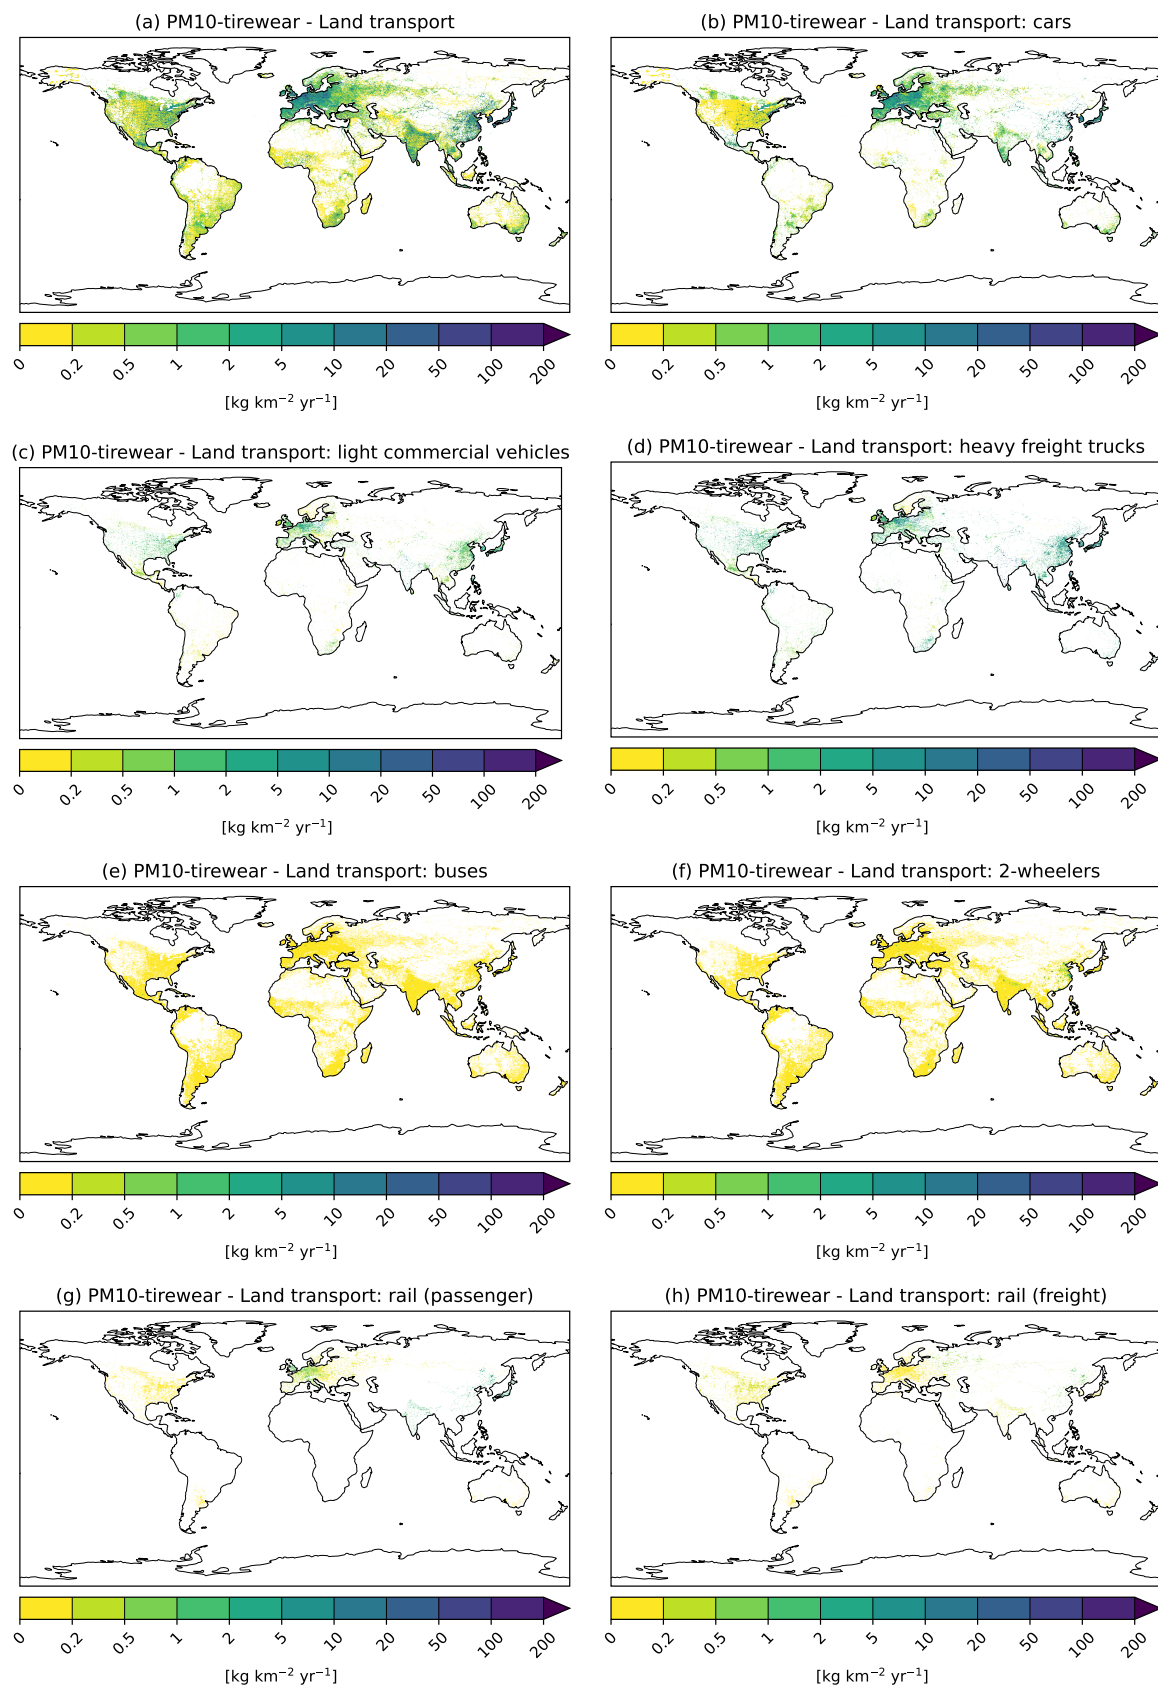 (a) PM10-tirewear - Land transport
(b) PM10-tirewear - Land transport: cars
0 0.2 0.5 1 2 5 10 20 50 100 200
0 0.2 0.5 1 2 5 10 20 50 100 200
[kg km⁻² yr⁻¹]
[kg km⁻² yr⁻¹]
(c) PM10-tirewear - Land transport: light commercial vehicles
(d) PM10-tirewear - Land transport: heavy freight trucks
0 0.2 0.5 1 2 5 10 20 50 100 200
0 0.2 0.5 1 2 5 10 20 50 100 200
[kg km⁻² yr⁻¹]
[kg km⁻² yr⁻¹]
(e) PM10-tirewear - Land transport: buses
(f) PM10-tirewear - Land transport: 2-wheelers
0 0.2 0.5 1 2 5 10 20 50 100 200
0 0.2 0.5 1 2 5 10 20 50 100 200
[kg km⁻² yr⁻¹]
[kg km⁻² yr⁻¹]
(g) PM10-tirewear - Land transport: rail (passenger)
(h) PM10-tirewear - Land transport: rail (freight)
0 0.2 0.5 1 2 5 10 20 50 100 200
0 0.2 0.5 1 2 5 10 20 50 100 200
[kg km⁻² yr⁻¹]
[kg km⁻² yr⁻¹]